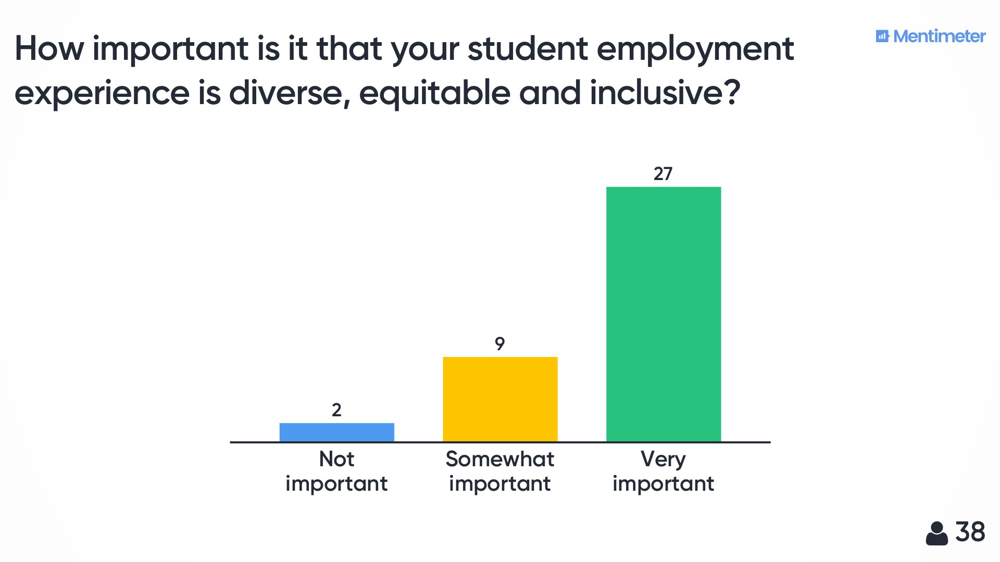 How important is it that your student employment
experience is diverse, equitable and inclusive?
Mentimeter
27
9
2
Not
important
Somewhat
important
Very
important
38